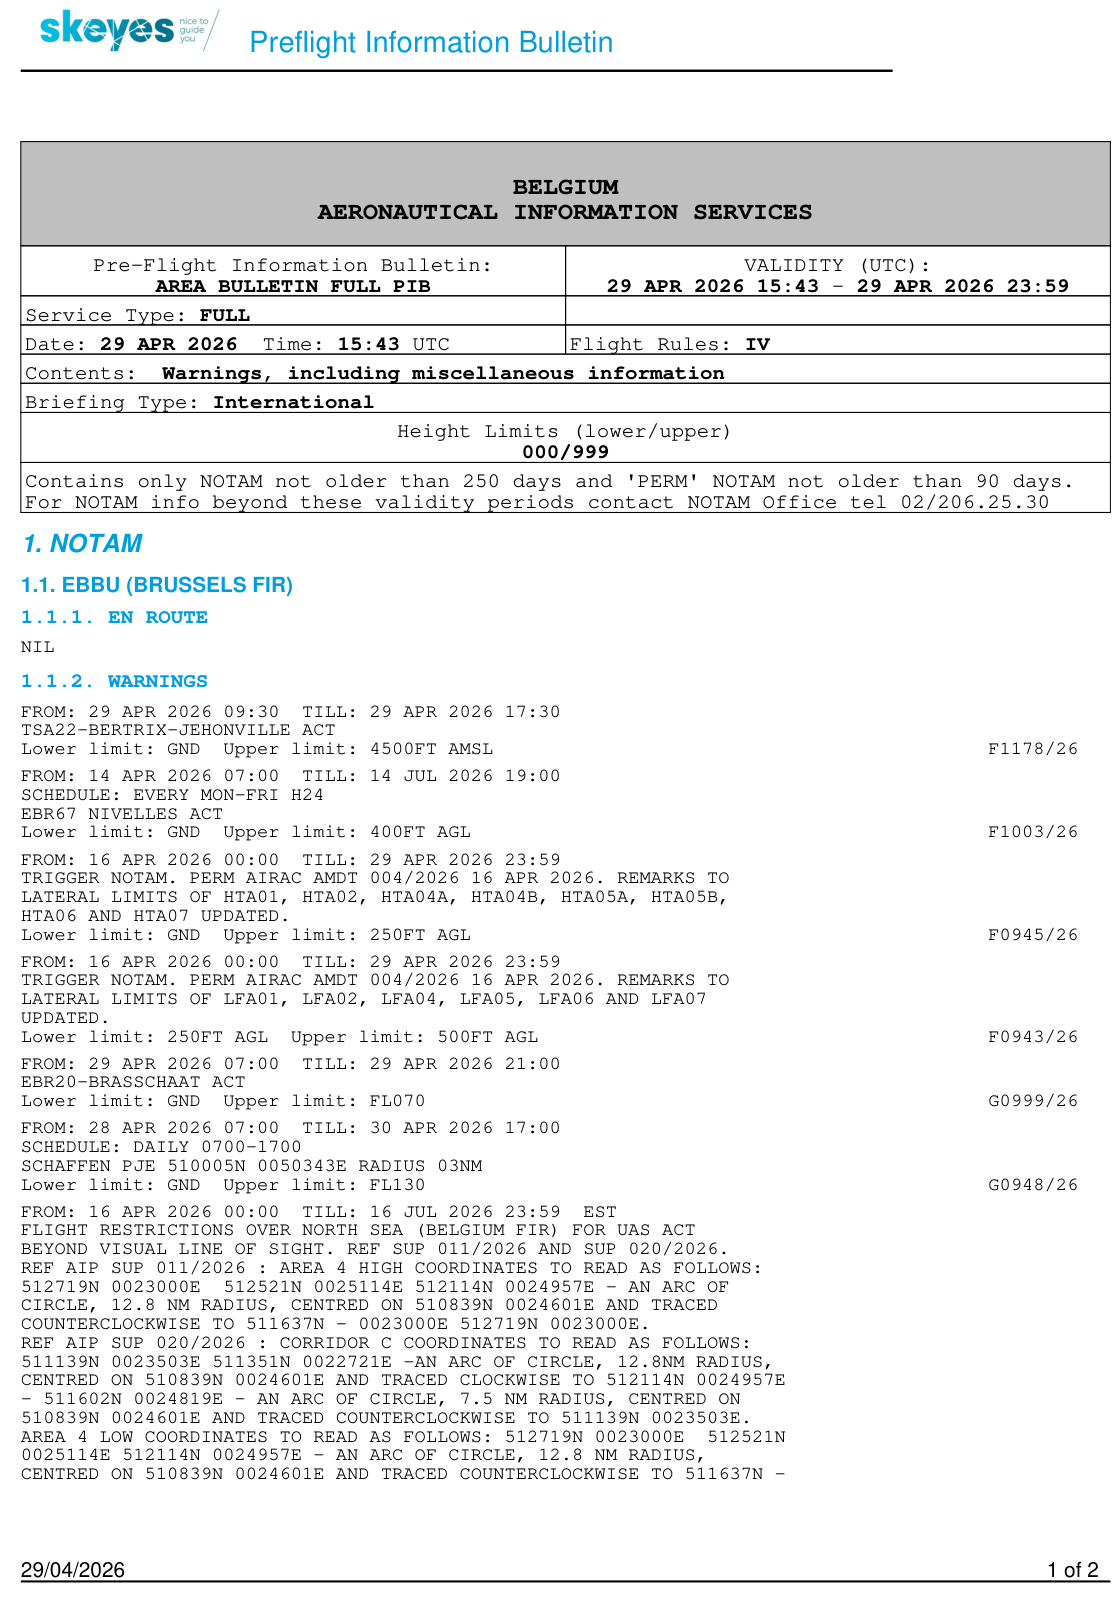 skeyes nice to guide you
Preflight Information Bulletin
BELGIUM
AERONAUTICAL INFORMATION SERVICES
Pre-Flight Information Bulletin:
AREA BULLETIN FULL PIB
VALIDITY (UTC):
29 APR 2026 15:43 - 29 APR 2026 23:59
Service Type: FULL
Date: 29 APR 2026  Time: 15:43 UTC
Flight Rules: IV
Contents:  Warnings, including miscellaneous information
Briefing Type: International
Height Limits (lower/upper)
000/999
Contains only NOTAM not older than 250 days and 'PERM' NOTAM not older than 90 days.
For NOTAM info beyond these validity periods contact NOTAM Office tel 02/206.25.30
1. NOTAM
1.1. EBBU (BRUSSELS FIR)
1.1.1. EN ROUTE
NIL
1.1.2. WARNINGS
FROM: 29 APR 2026 09:30  TILL: 29 APR 2026 17:30
TSA22-BERTRIX-JEHONVILLE ACT
Lower limit: GND  Upper limit: 4500FT AMSL F1178/26
FROM: 14 APR 2026 07:00  TILL: 14 JUL 2026 19:00
SCHEDULE: EVERY MON-FRI H24
EBR67 NIVELLES ACT
Lower limit: GND  Upper limit: 400FT AGL F1003/26
FROM: 16 APR 2026 00:00  TILL: 29 APR 2026 23:59
TRIGGER NOTAM. PERM AIRAC AMDT 004/2026 16 APR 2026. REMARKS TO
LATERAL LIMITS OF HTA01, HTA02, HTA04A, HTA04B, HTA05A, HTA05B,
HTA06 AND HTA07 UPDATED.
Lower limit: GND  Upper limit: 250FT AGL F0945/26
FROM: 16 APR 2026 00:00  TILL: 29 APR 2026 23:59
TRIGGER NOTAM. PERM AIRAC AMDT 004/2026 16 APR 2026. REMARKS TO
LATERAL LIMITS OF LFA01, LFA02, LFA04, LFA05, LFA06 AND LFA07
UPDATED.
Lower limit: 250FT AGL  Upper limit: 500FT AGL F0943/26
FROM: 29 APR 2026 07:00  TILL: 29 APR 2026 21:00
EBR20-BRASSCHAAT ACT
Lower limit: GND  Upper limit: FL070 G0999/26
FROM: 28 APR 2026 07:00  TILL: 30 APR 2026 17:00
SCHEDULE: DAILY 0700-1700
SCHAFFEN PJE 510005N 0050343E RADIUS 03NM
Lower limit: GND  Upper limit: FL130 G0948/26
FROM: 16 APR 2026 00:00  TILL: 16 JUL 2026 23:59  EST
FLIGHT RESTRICTIONS OVER NORTH SEA (BELGIUM FIR) FOR UAS ACT
BEYOND VISUAL LINE OF SIGHT. REF SUP 011/2026 AND SUP 020/2026.
REF AIP SUP 011/2026 : AREA 4 HIGH COORDINATES TO READ AS FOLLOWS:
512719N 0023000E  512521N 0025114E 512114N 0024957E - AN ARC OF
CIRCLE, 12.8 NM RADIUS, CENTRED ON 510839N 0024601E AND TRACED
COUNTERCLOCKWISE TO 511637N - 0023000E 512719N 0023000E.
REF AIP SUP 020/2026 : CORRIDOR C COORDINATES TO READ AS FOLLOWS:
511139N 0023503E 511351N 0022721E -AN ARC OF CIRCLE, 12.8NM RADIUS,
CENTRED ON 510839N 0024601E AND TRACED CLOCKWISE TO 512114N 0024957E
- 511602N 0024819E - AN ARC OF CIRCLE, 7.5 NM RADIUS, CENTRED ON
510839N 0024601E AND TRACED COUNTERCLOCKWISE TO 511139N 0023503E.
AREA 4 LOW COORDINATES TO READ AS FOLLOWS: 512719N 0023000E  512521N
0025114E 512114N 0024957E - AN ARC OF CIRCLE, 12.8 NM RADIUS,
CENTRED ON 510839N 0024601E AND TRACED COUNTERCLOCKWISE TO 511637N -
29/04/2026
1 of 2